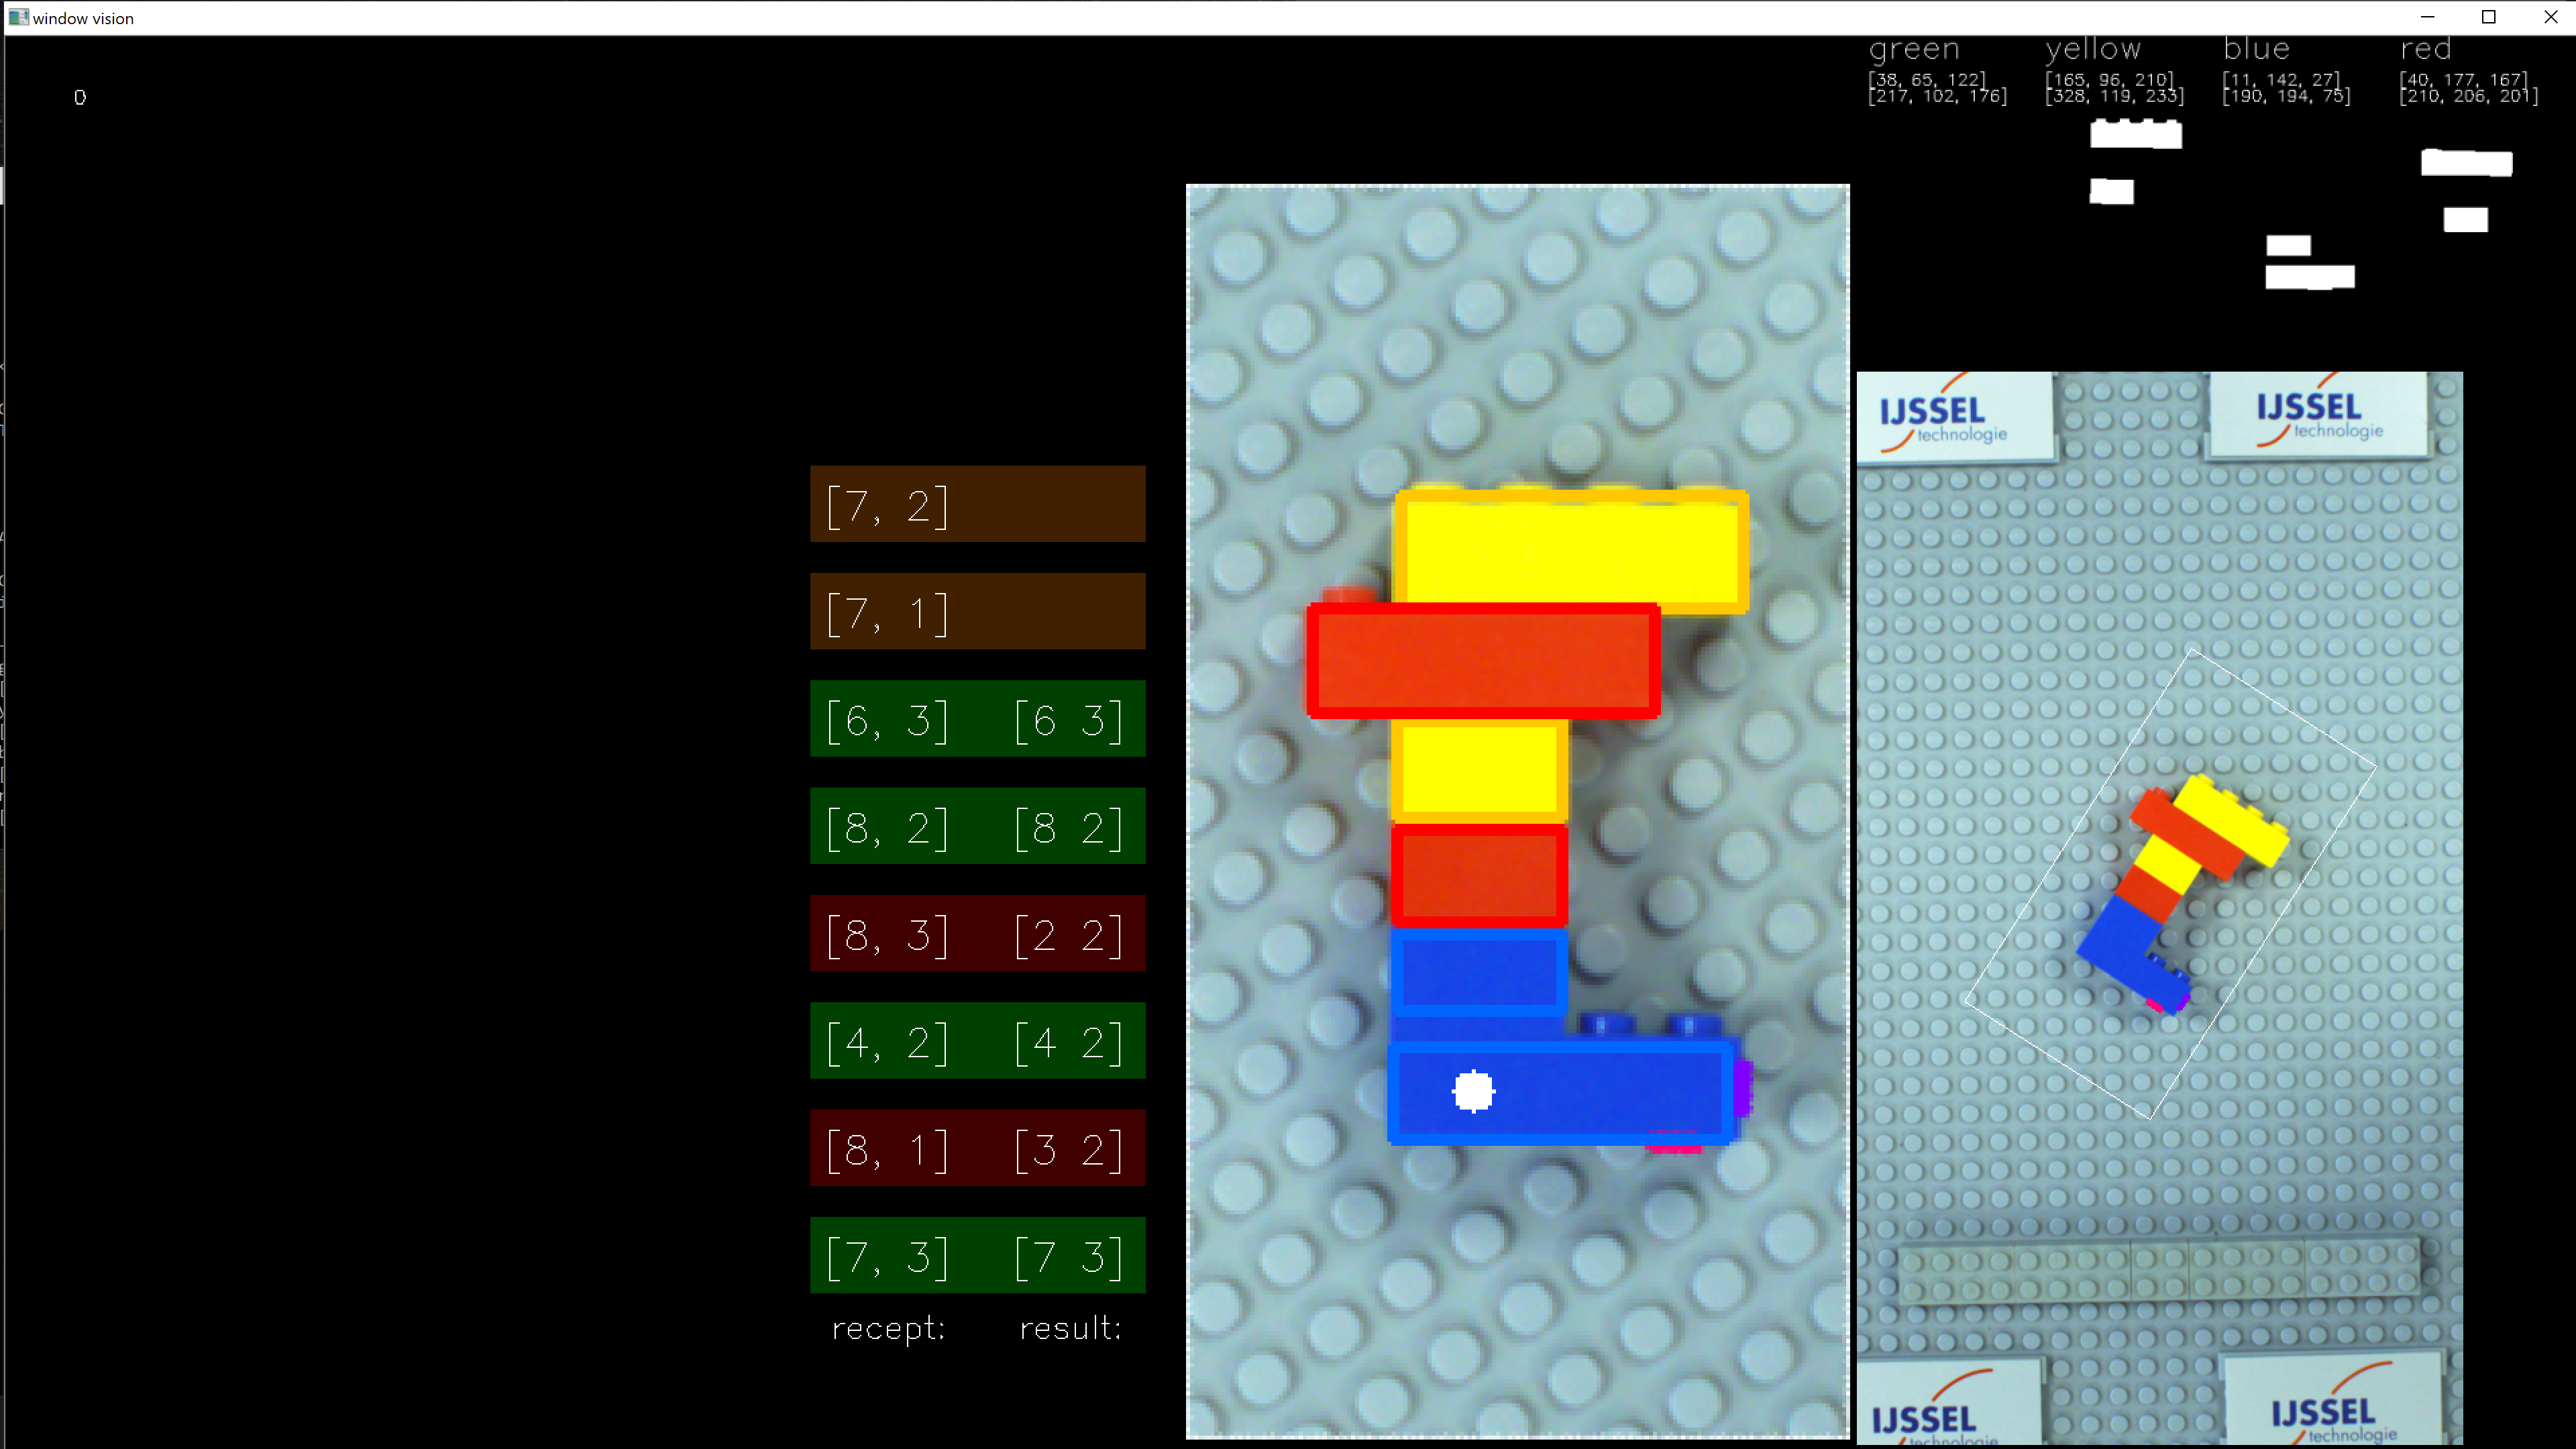 window vision
0
green yellow blue red
[38, 65, 122] [165, 96, 210] [11, 142, 27] [40, 177, 167]
[217, 102, 176] [328, 119, 233] [190, 194, 75] [210, 206, 201]
[7, 2]
[7, 1]
[6, 3] [6 3]
[8, 2] [8 2]
[8, 3] [2 2]
[4, 2] [4 2]
[8, 1] [3 2]
[7, 3] [7 3]
recept: result:
IJSSEL
technologie
IJSSEL
technologie
IJSSEL
technologie
IJSSEL
technologie